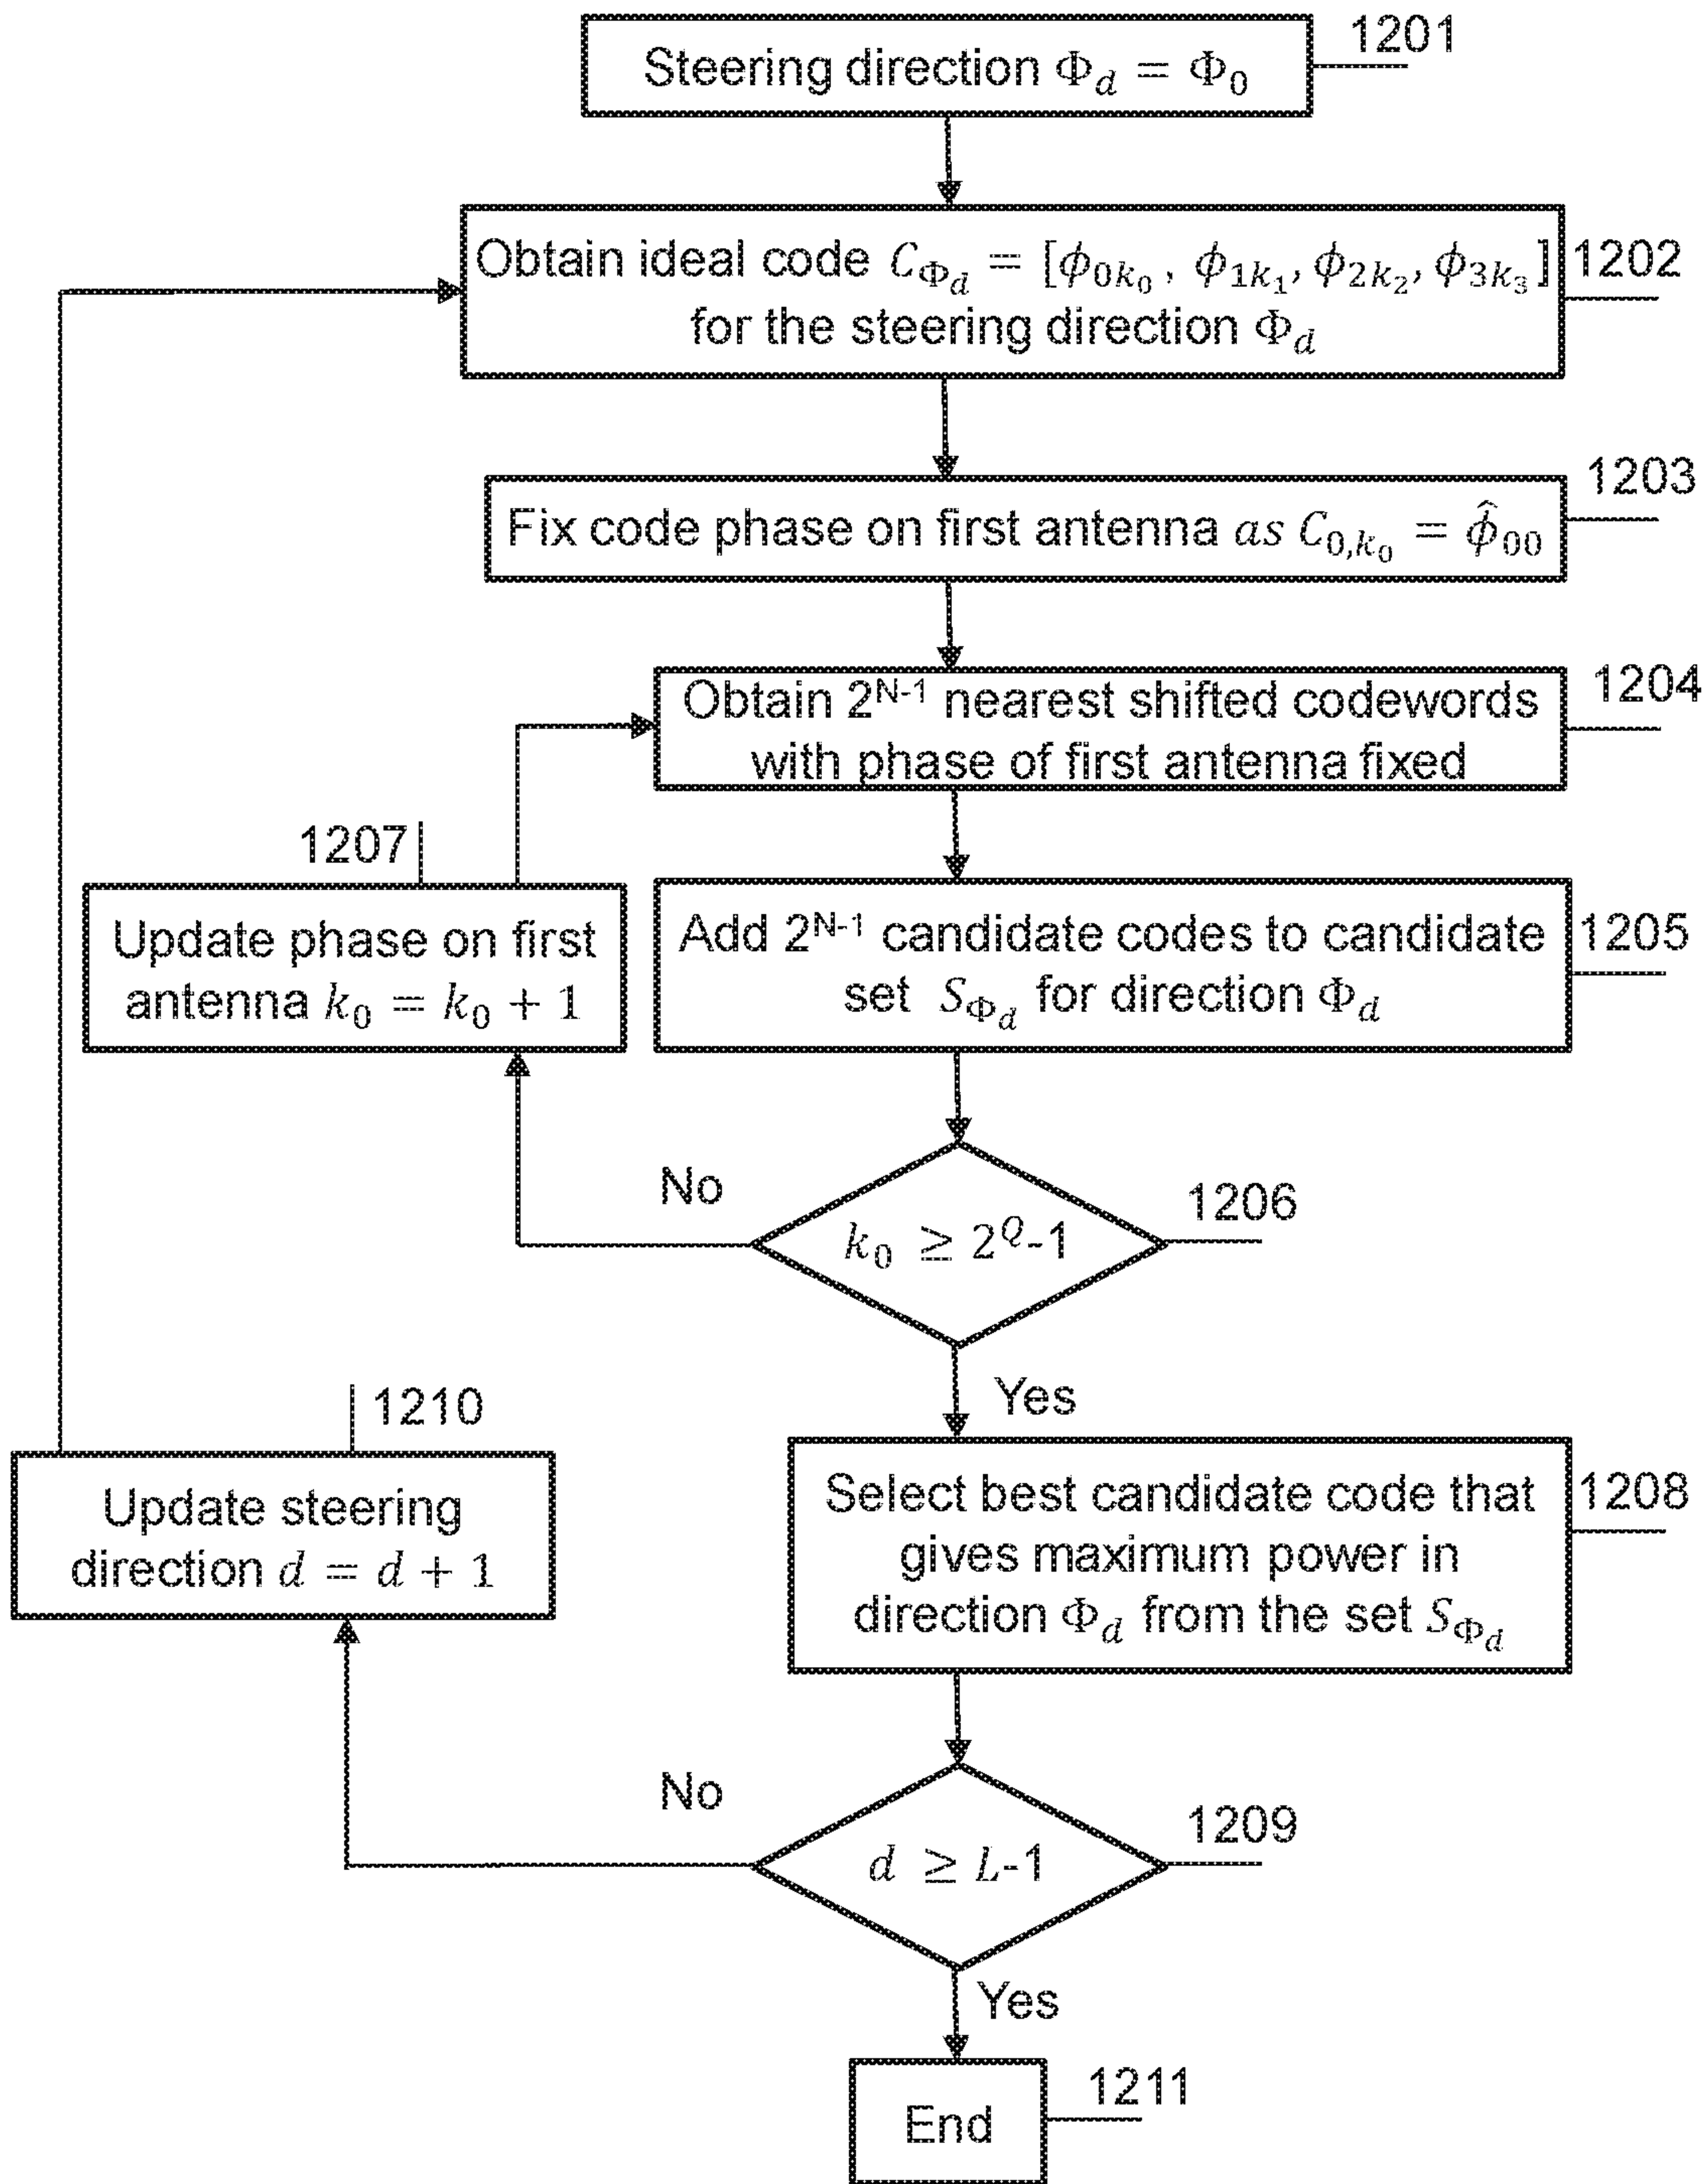 Steering direction Φ_d = Φ_0
1201
Obtain ideal code C_{Φ_d} = [ϕ_{0k_0}, ϕ_{1k_1}, ϕ_{2k_2}, ϕ_{3k_3}]
for the steering direction Φ_d
1202
Fix code phase on first antenna as C_{0,k_0} = ϕ̂_{00}
1203
Obtain 2^{N-1} nearest shifted codewords
with phase of first antenna fixed
1204
Add 2^{N-1} candidate codes to candidate
set S_{Φ_d} for direction Φ_d
1205
1207
Update phase on first
antenna k_0 = k_0 + 1
No
k_0 ≥ 2^Q-1
1206
Yes
Select best candidate code that
gives maximum power in
direction Φ_d from the set S_{Φ_d}
1208
1210
Update steering
direction d = d + 1
No
d ≥ L-1
1209
Yes
End
1211